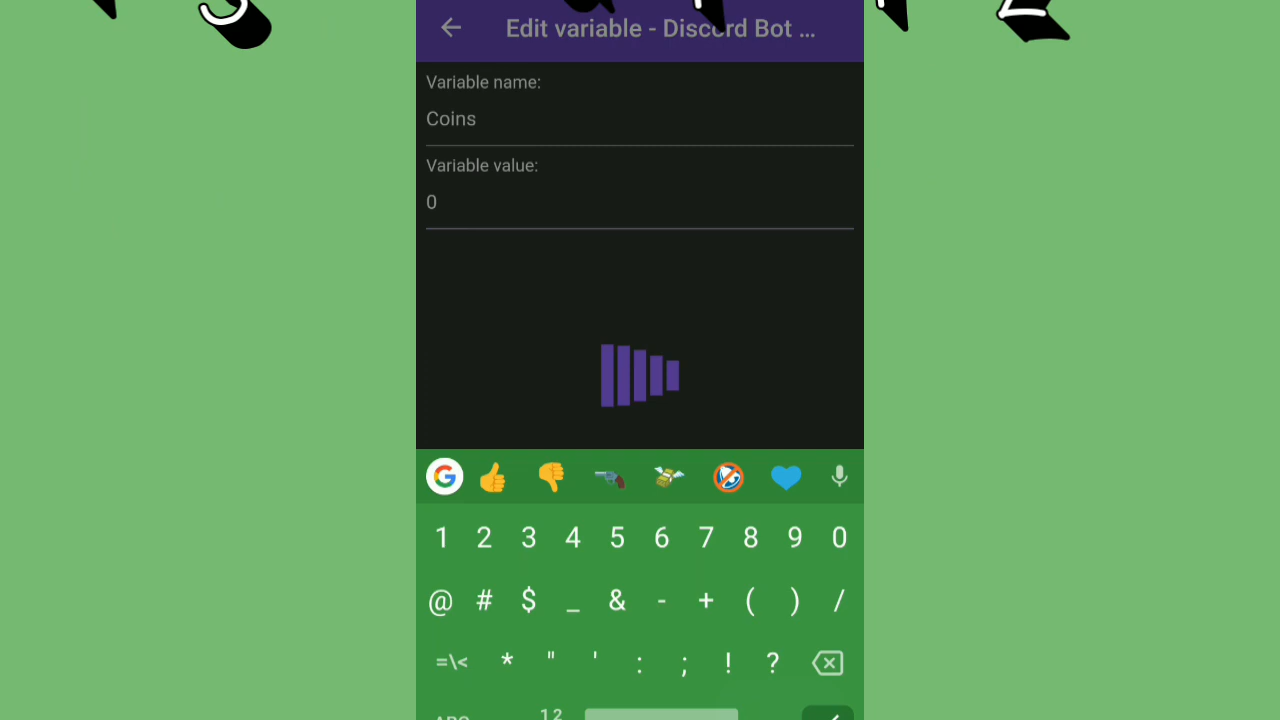 Edit variable - Discord Bot ...
Variable name:
Coins
Variable value:
0
1 2 3 4 5 6 7 8 9 0
@ # $ _ & - + ( ) /
=\< * " ' : ; ! ?